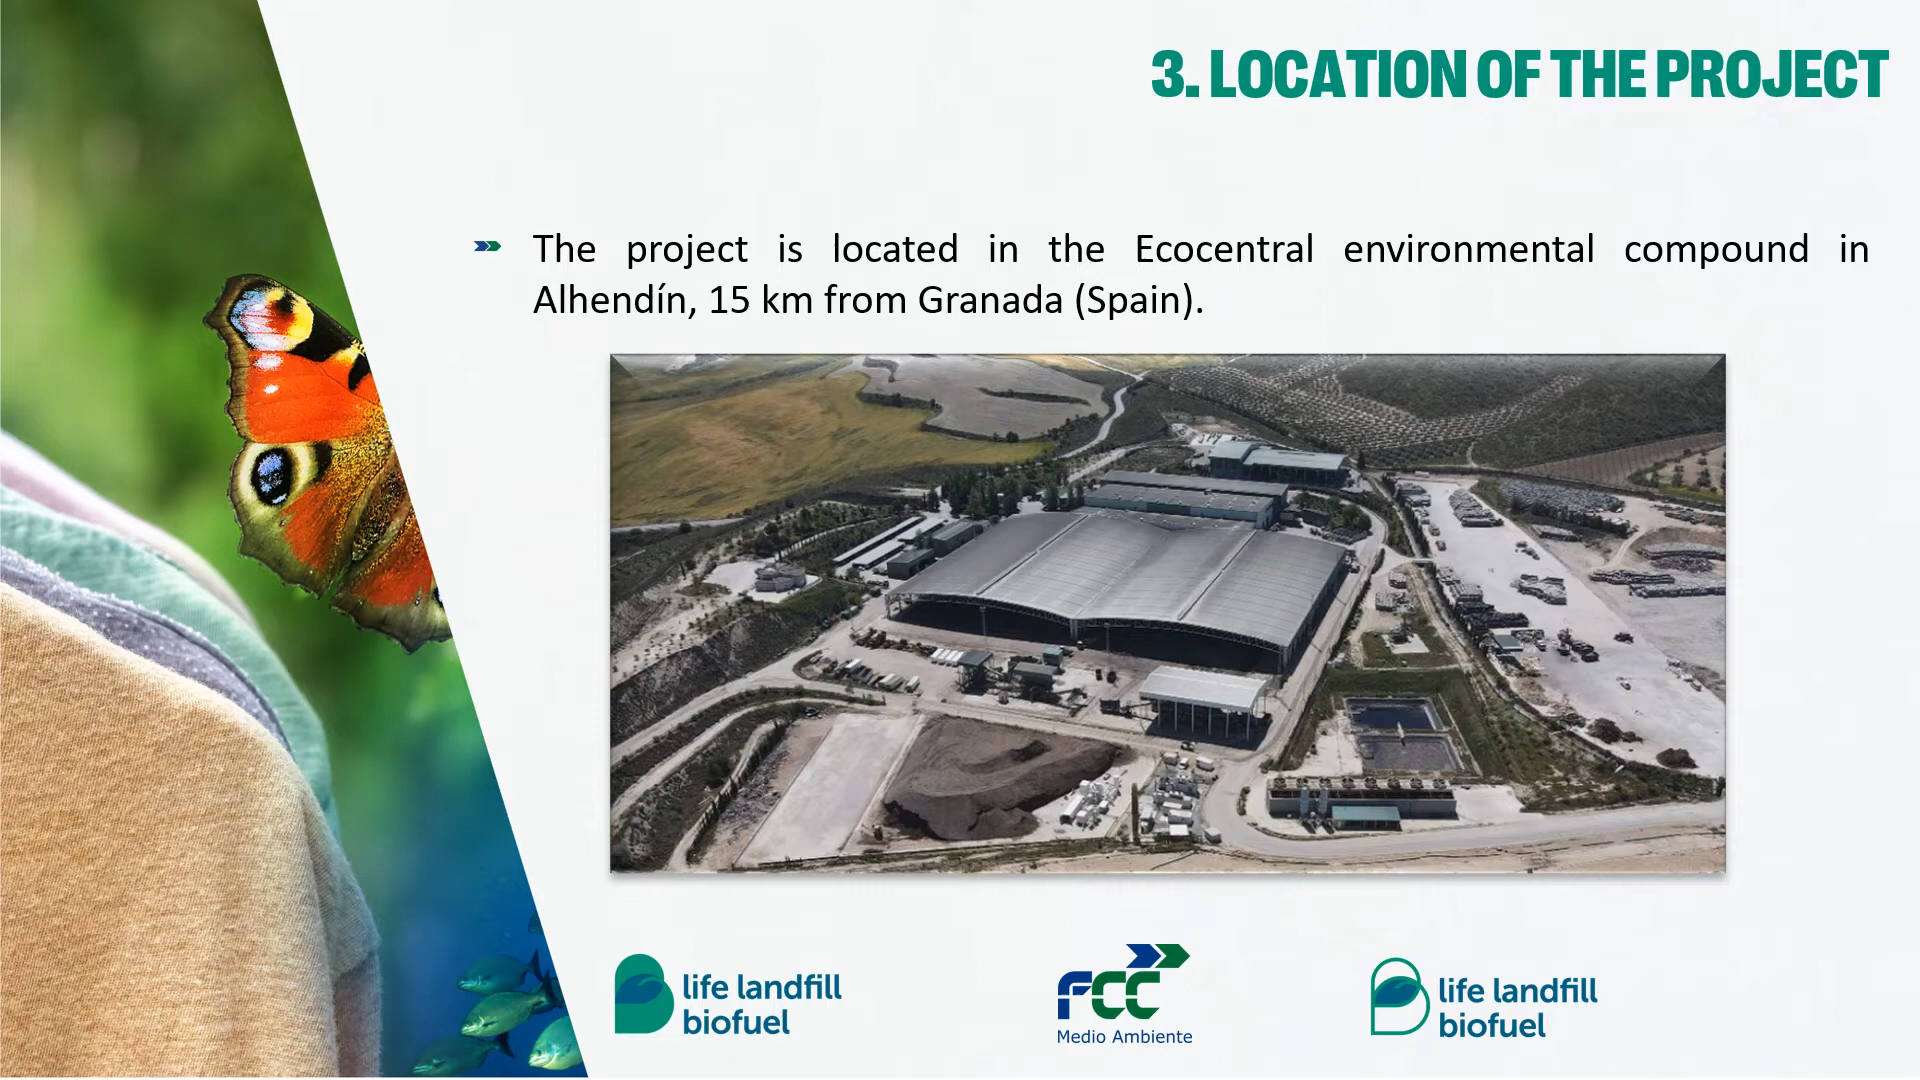 3. LOCATION OF THE PROJECT
The project is located in the Ecocentral environmental compound in
Alhendín, 15 km from Granada (Spain).
life landfill
biofuel
FCC
Medio Ambiente
life landfill
biofuel